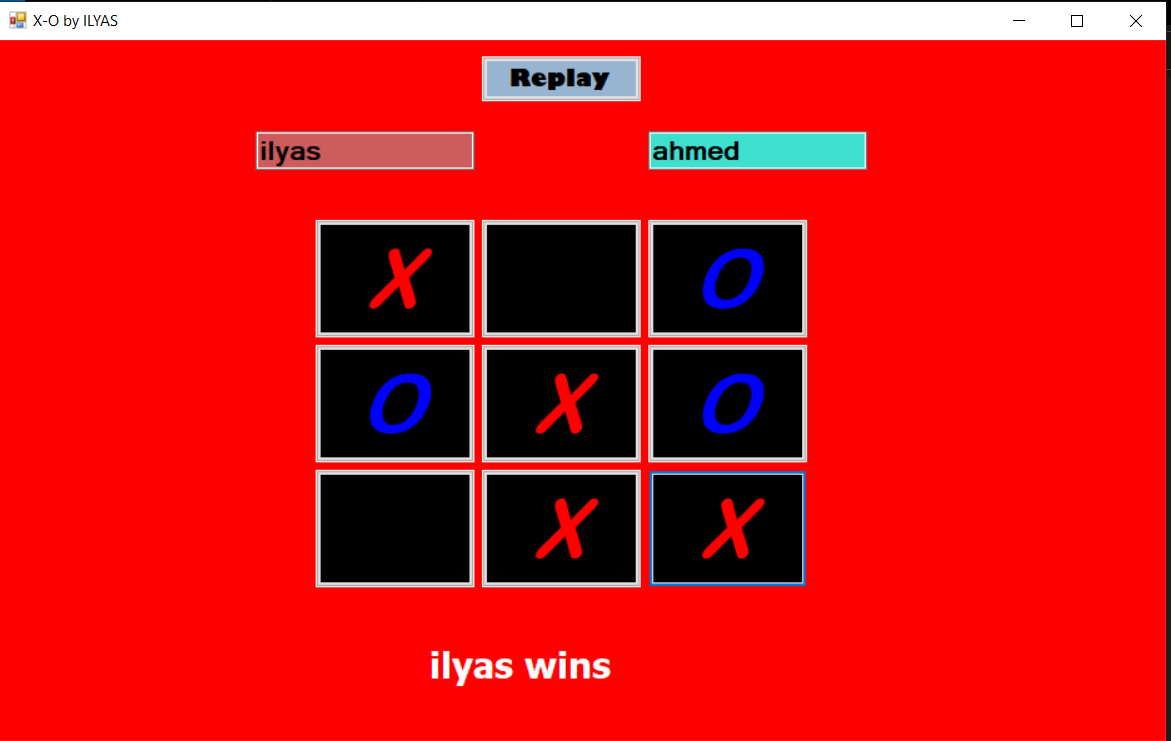 X-O by ILYAS
Replay
ilyas ahmed
X O
O X O
X X
ilyas wins